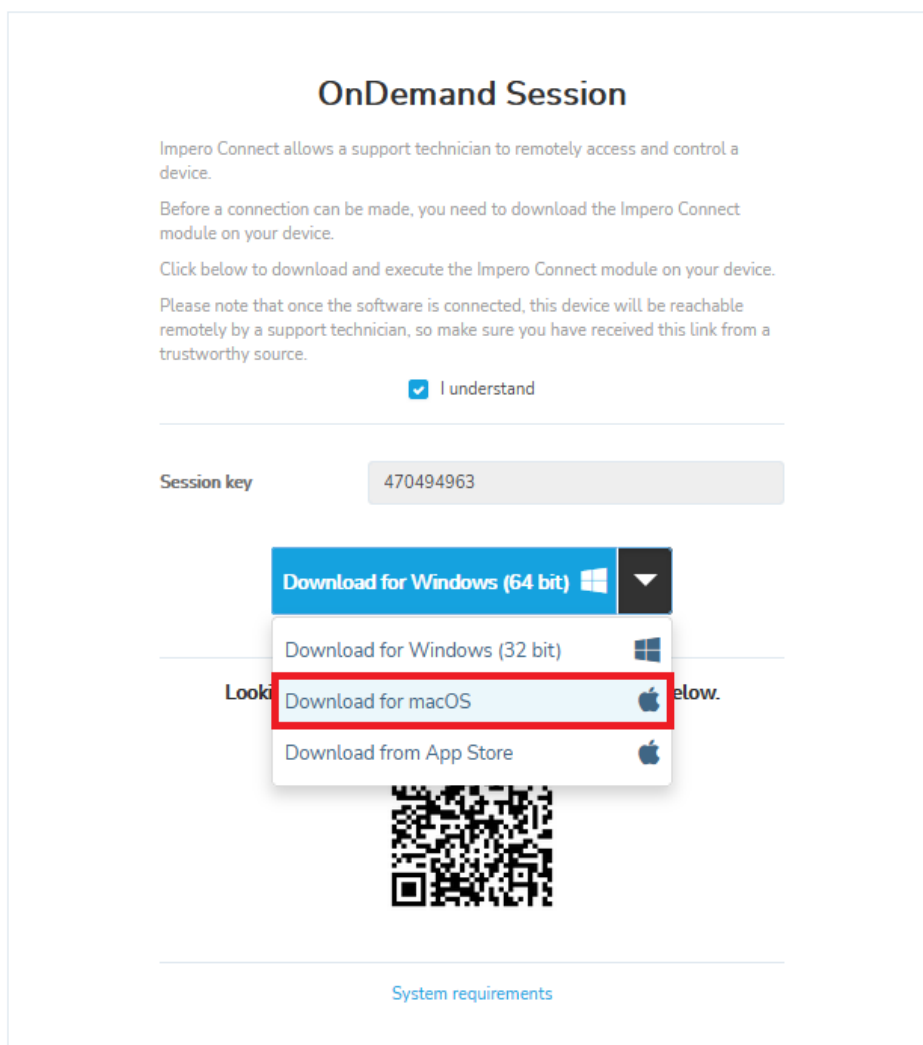 OnDemand Session
Impero Connect allows a support technician to remotely access and control a
device.
Before a connection can be made, you need to download the Impero Connect
module on your device.
Click below to download and execute the Impero Connect module on your device.
Please note that once the software is connected, this device will be reachable
remotely by a support technician, so make sure you have received this link from a
trustworthy source.
I understand
Session key 470494963
Download for Windows (64 bit)
Download for Windows (32 bit)
Download for macOS
Download from App Store
System requirements